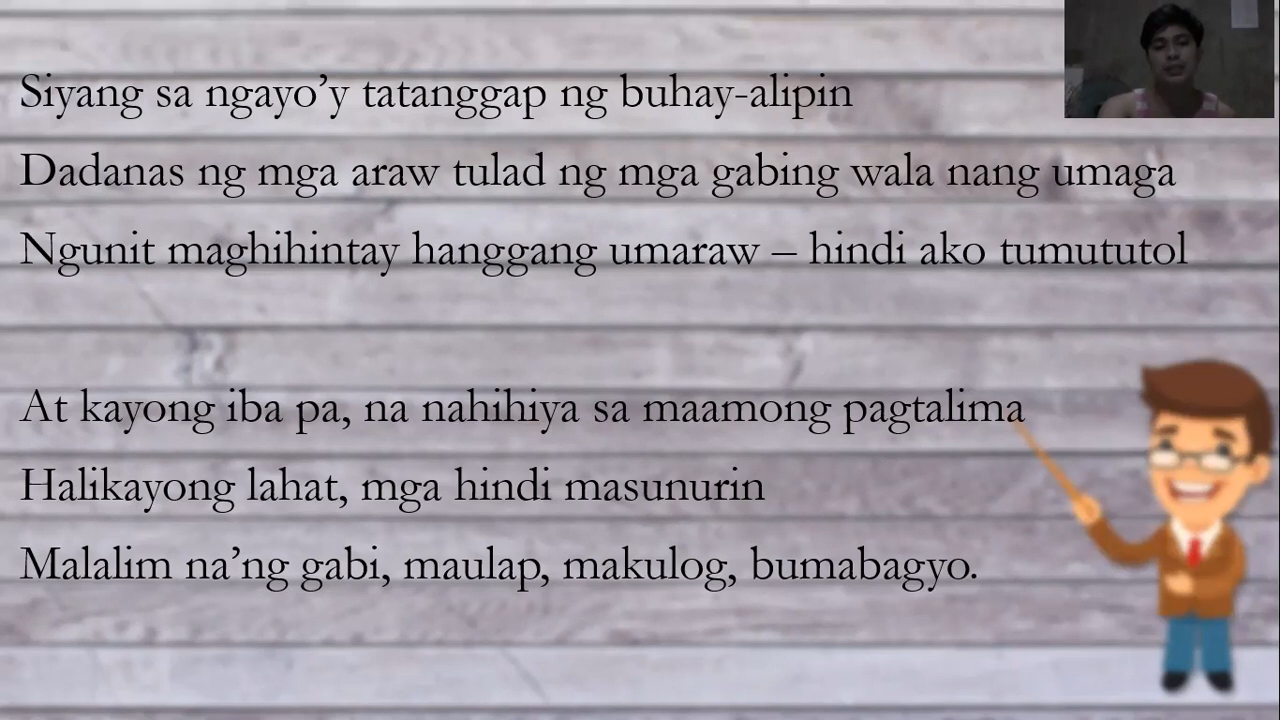 Siyang sa ngayo’y tatanggap ng buhay-alipin
Dadanas ng mga araw tulad ng mga gabing wala nang umaga
Ngunit maghihintay hanggang umaraw – hindi ako tumututol
At kayong iba pa, na nahihiya sa maamong pagtalima
Halikayong lahat, mga hindi masunurin
Malalim na’ng gabi, maulap, makulog, bumabagyo.